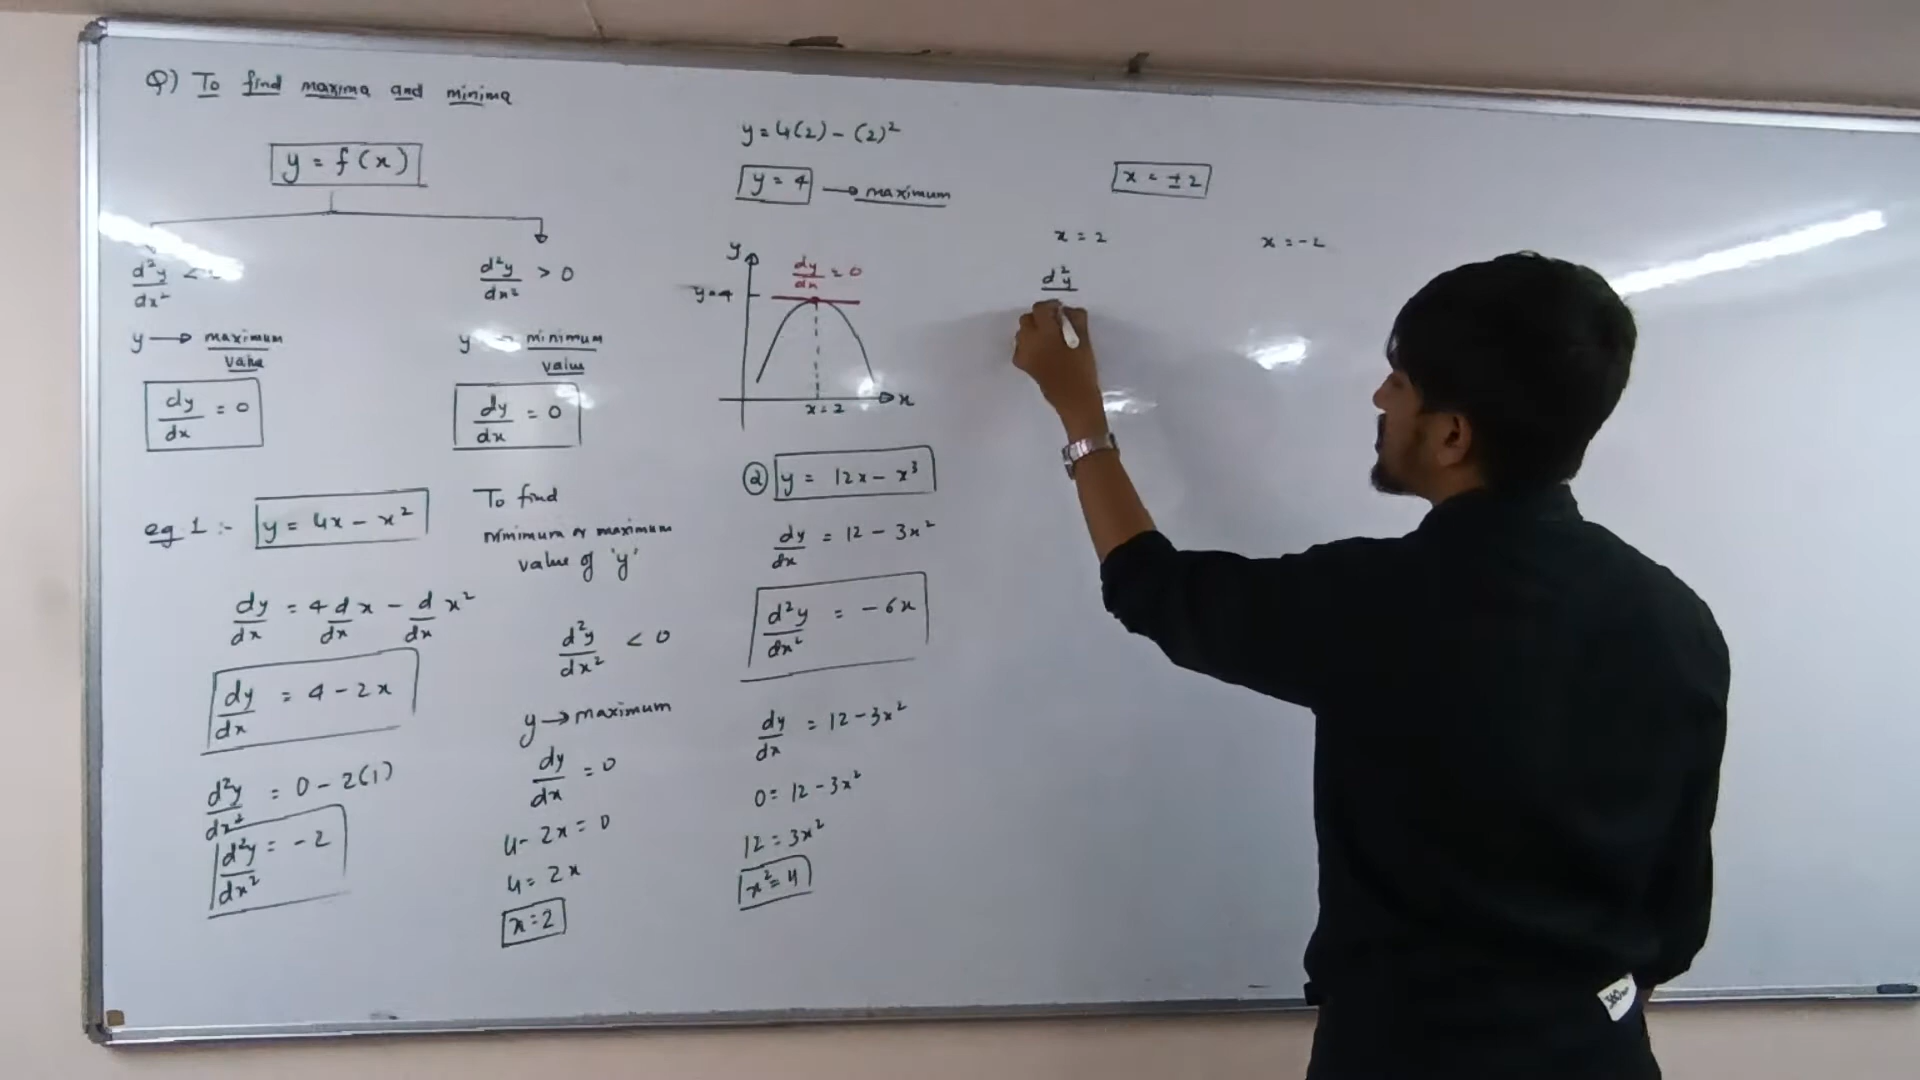 Q) To find maxima and minima
y = f(x)
d²y/dx² <
d²y/dx² > 0
y → maximum value
y minimum value
dy/dx = 0
dy/dx = 0
eg 1 :- y = 4x - x²
To find
minimum or maximum
value of 'y'
dy/dx = 4 d/dx x - d/dx x²
dy/dx = 4 - 2x
d²y/dx² = 0 - 2(1)
d²y/dx² = -2
d²y/dx² < 0
y → maximum
dy/dx = 0
4 - 2x = 0
4 = 2x
x = 2
y = 4(2) - (2)²
y = 4 → maximum
y
dy/dx = 0
y = 4
x = 2
x
② y = 12x - x³
dy/dx = 12 - 3x²
d²y/dx² = -6x
dy/dx = 12 - 3x²
0 = 12 - 3x²
12 = 3x²
x² = 4
x = ±2
x = 2
x = -2
d²y